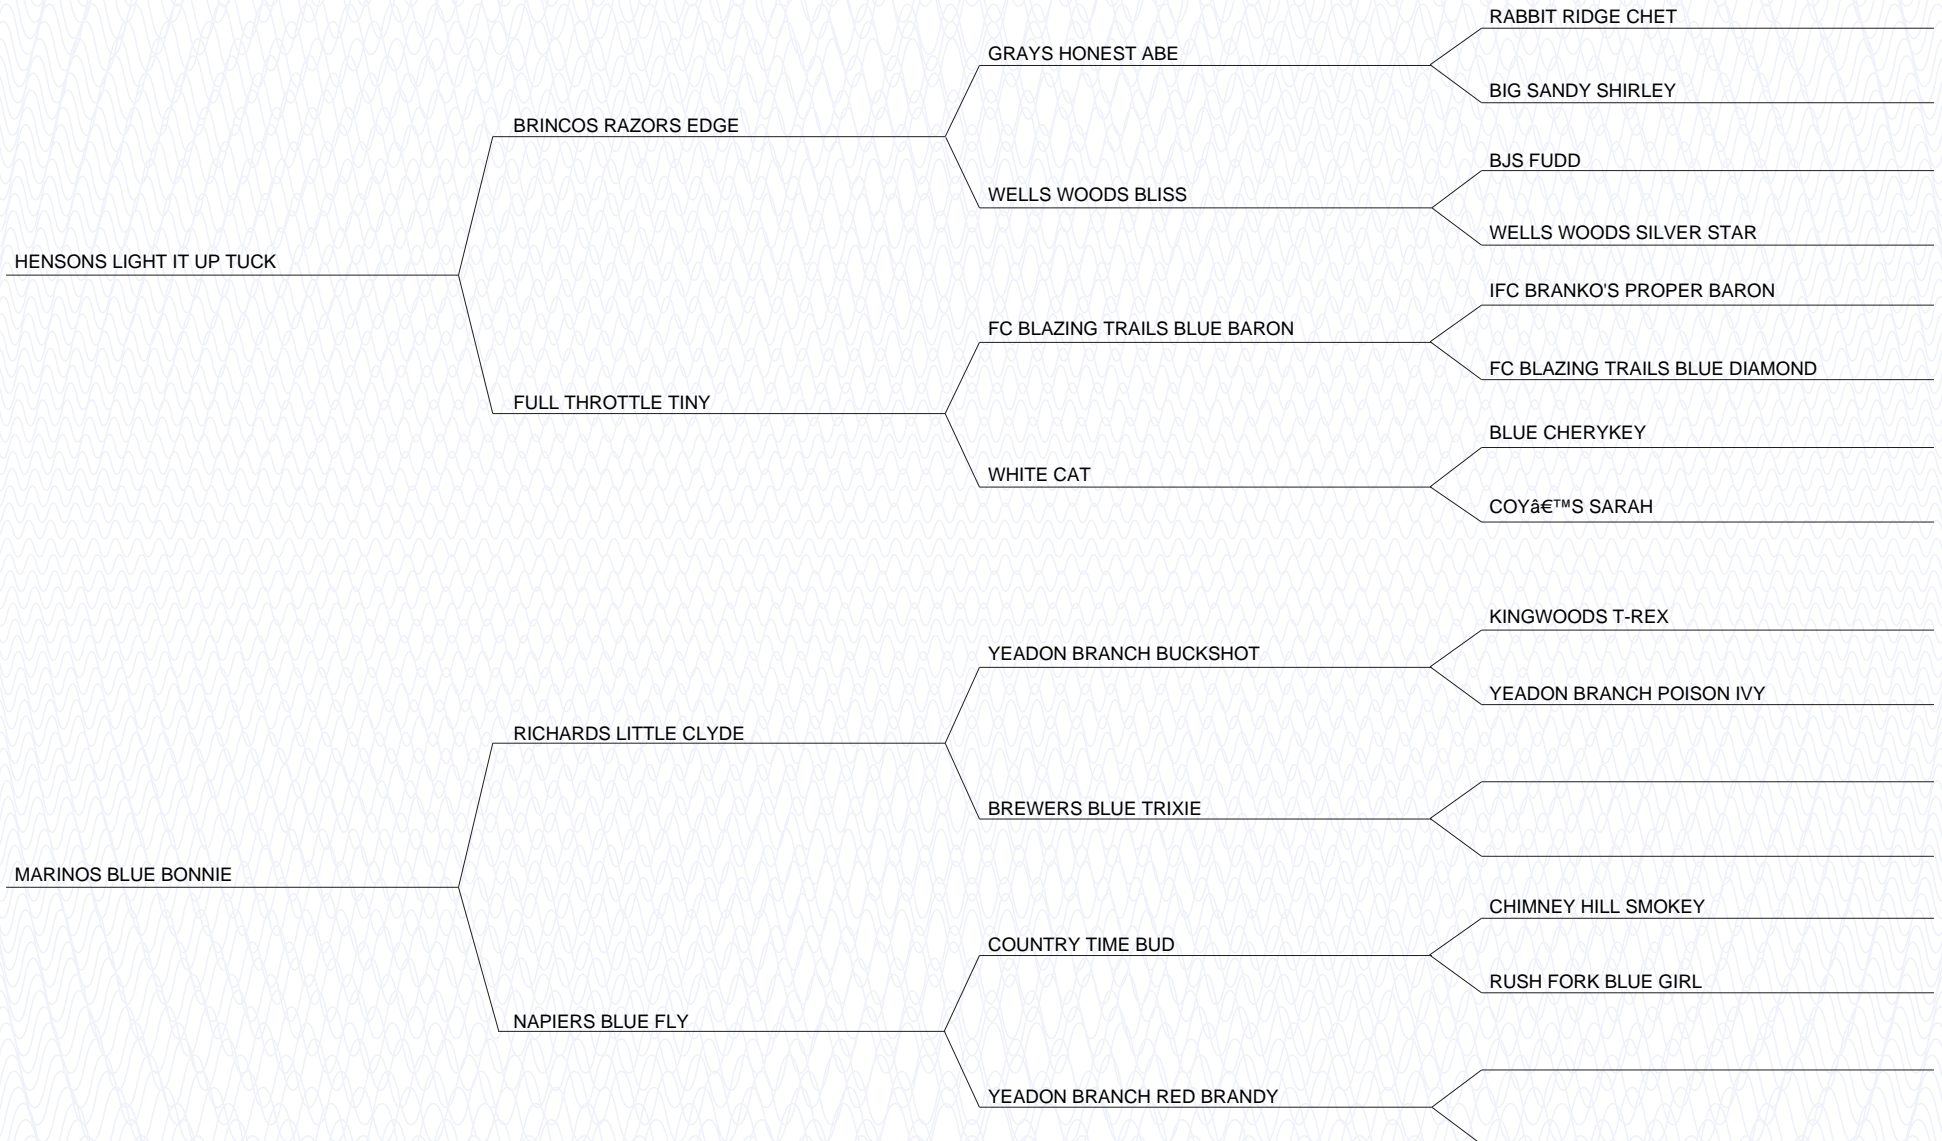 RABBIT RIDGE CHET
GRAYS HONEST ABE
BIG SANDY SHIRLEY
BRINCOS RAZORS EDGE
BJS FUDD
WELLS WOODS BLISS
WELLS WOODS SILVER STAR
HENSONS LIGHT IT UP TUCK
IFC BRANKO'S PROPER BARON
FC BLAZING TRAILS BLUE BARON
FC BLAZING TRAILS BLUE DIAMOND
FULL THROTTLE TINY
BLUE CHERYKEY
WHITE CAT
COYâ€™S SARAH
KINGWOODS T-REX
YEADON BRANCH BUCKSHOT
YEADON BRANCH POISON IVY
RICHARDS LITTLE CLYDE
BREWERS BLUE TRIXIE
MARINOS BLUE BONNIE
CHIMNEY HILL SMOKEY
COUNTRY TIME BUD
RUSH FORK BLUE GIRL
NAPIERS BLUE FLY
YEADON BRANCH RED BRANDY